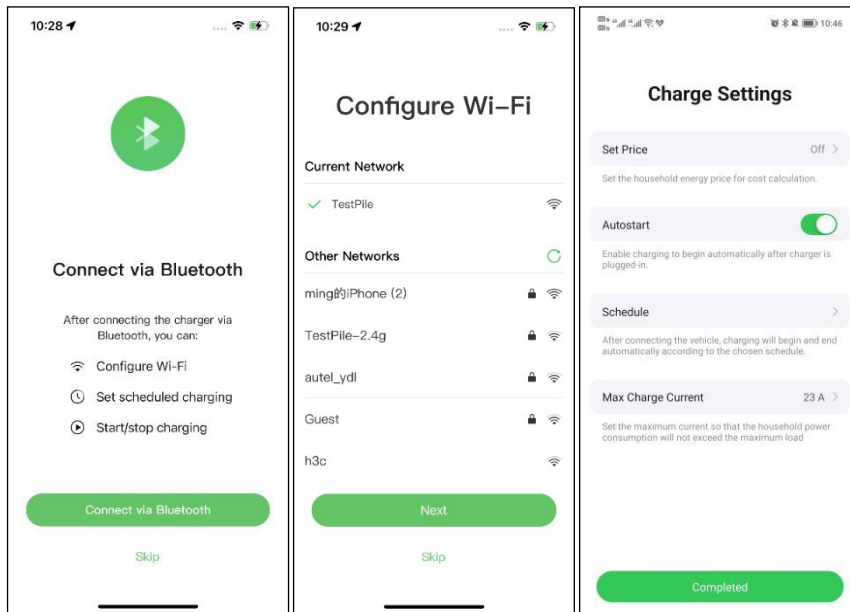 10:28
Connect via Bluetooth
After connecting the charger via
Bluetooth, you can:
Configure Wi-Fi
Set scheduled charging
Start/stop charging
Connect via Bluetooth
Skip
10:29
Configure Wi-Fi
Current Network
TestPile
Other Networks
ming的iPhone (2)
TestPile-2.4g
autel_ydl
Guest
h3c
Next
Skip
10:46
Charge Settings
Set Price Off
Set the household energy price for cost calculation.
Autostart
Enable charging to begin automatically after charger is
plugged-in.
Schedule
After connecting the vehicle, charging will begin and end
automatically according to the chosen schedule.
Max Charge Current 23 A
Set the maximum current so that the household power
consumption will not exceed the maximum load
Completed